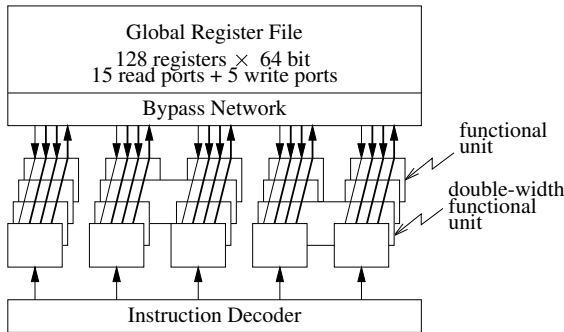 Global Register File
128 registers × 64 bit
15 read ports + 5 write ports
Bypass Network
functional
unit
double-width
functional
unit
Instruction Decoder